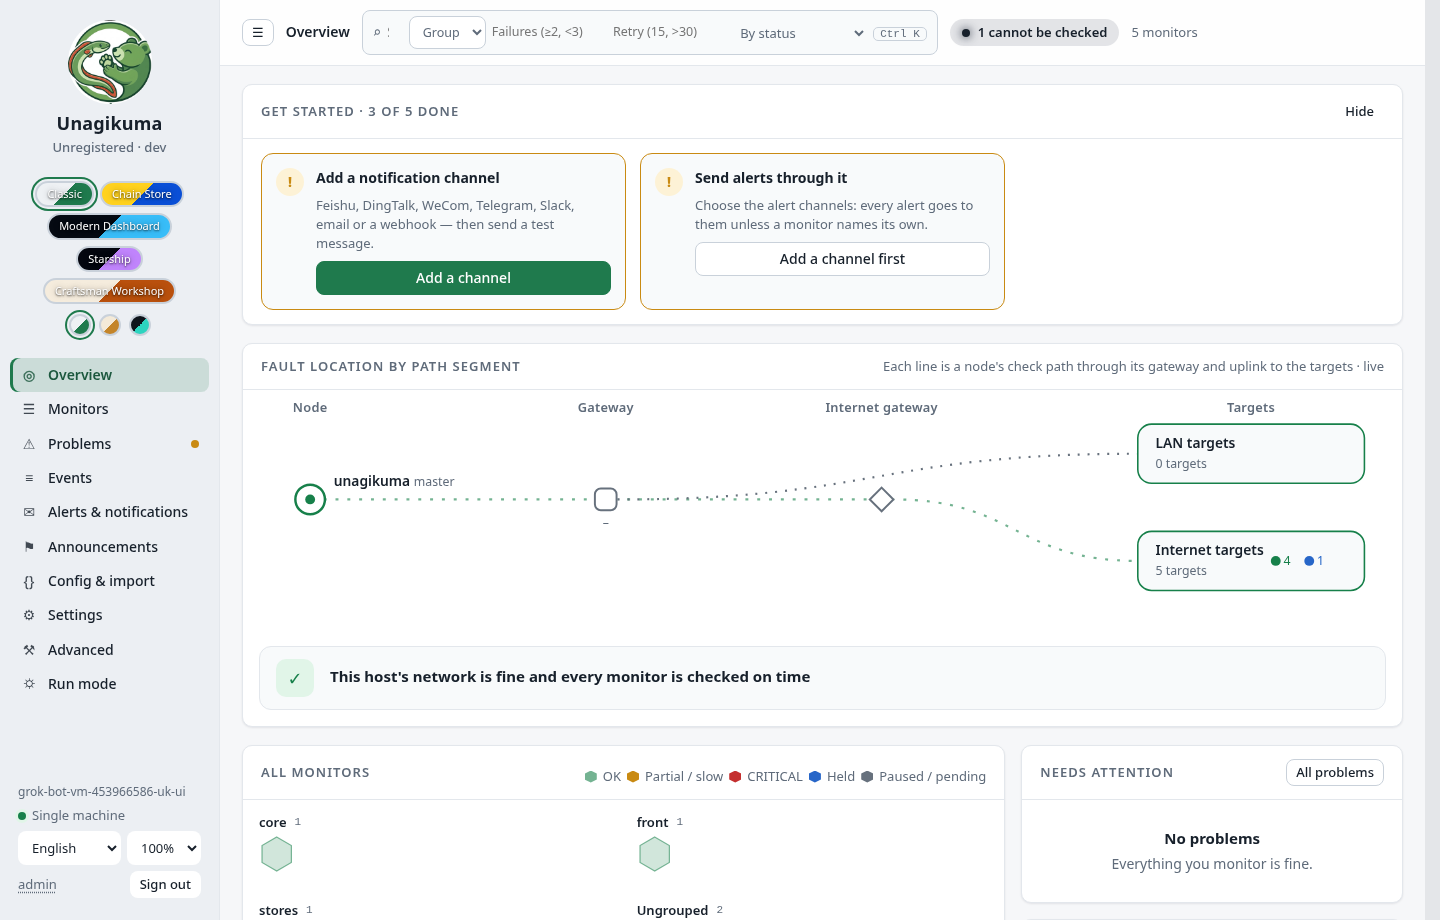 Unagikuma
Unregistered · dev
Classic
Chain Store
Modern Dashboard
Starship
Craftsman Workshop
Overview
Monitors
Problems
Events
Alerts & notifications
Announcements
Config & import
Settings
Advanced
Run mode
grok-bot-vm-453966586-uk-ui
Single machine
English
100%
admin
Sign out
Overview
Group
Failures (≥2, <3)
Retry (15, >30)
By status
Ctrl K
1 cannot be checked
5 monitors
GET STARTED · 3 OF 5 DONE
Hide
!
Add a notification channel
Feishu, DingTalk, WeCom, Telegram, Slack,
email or a webhook — then send a test
message.
Add a channel
!
Send alerts through it
Choose the alert channels: every alert goes to
them unless a monitor names its own.
Add a channel first
FAULT LOCATION BY PATH SEGMENT
Each line is a node's check path through its gateway and uplink to the targets · live
Node
Gateway
Internet gateway
Targets
unagikuma master
–
LAN targets
0 targets
Internet targets
5 targets
4
1
This host's network is fine and every monitor is checked on time
ALL MONITORS
OK
Partial / slow
CRITICAL
Held
Paused / pending
core 1
front 1
stores 1
Ungrouped 2
NEEDS ATTENTION
All problems
No problems
Everything you monitor is fine.